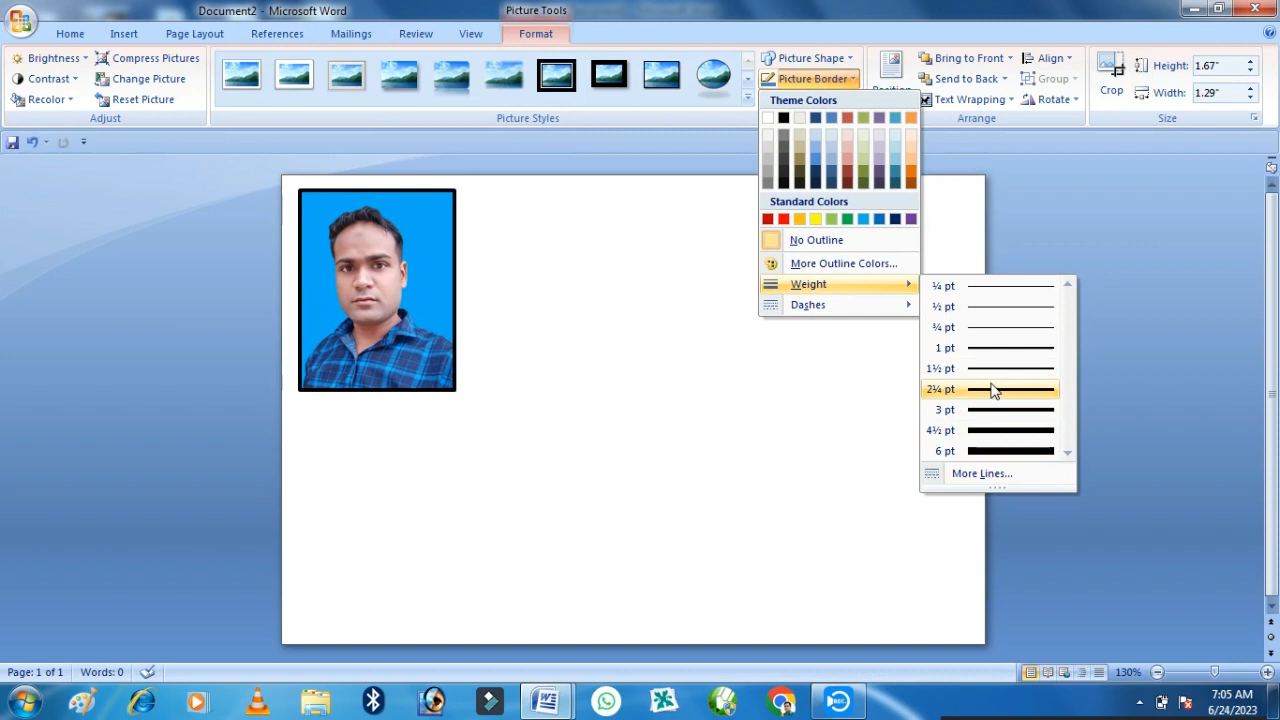 Document2 - Microsoft Word
Picture Tools
Home
Insert
Page Layout
References
Mailings
Review
View
Format
Brightness
Compress Pictures
Contrast
Change Picture
Recolor
Reset Picture
Adjust
Picture Styles
Picture Shape
Picture Border
Position
Bring to Front
Align
Send to Back
Group
Text Wrapping
Rotate
Arrange
Crop
Height:
1.67"
Width:
1.29"
Size
Theme Colors
Standard Colors
No Outline
More Outline Colors...
Weight
Dashes
¼ pt
½ pt
¾ pt
1 pt
1½ pt
2¼ pt
3 pt
4½ pt
6 pt
More Lines...
Page: 1 of 1
Words: 0
130%
REC
7:05 AM
6/24/2023